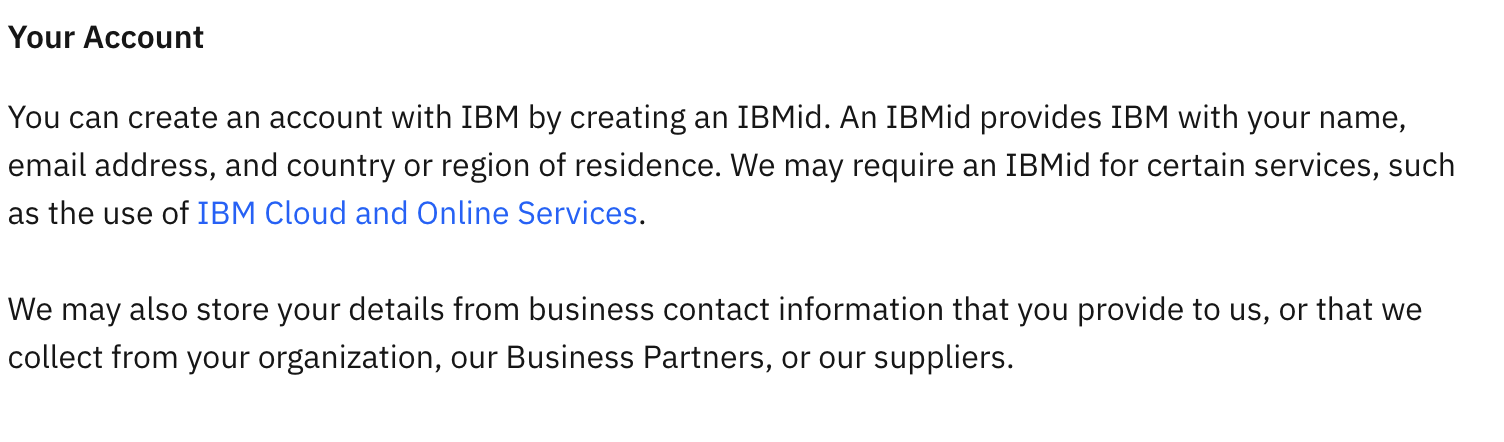 Your Account
You can create an account with IBM by creating an IBMid. An IBMid provides IBM with your name,
email address, and country or region of residence. We may require an IBMid for certain services, such
as the use of IBM Cloud and Online Services.
We may also store your details from business contact information that you provide to us, or that we
collect from your organization, our Business Partners, or our suppliers.